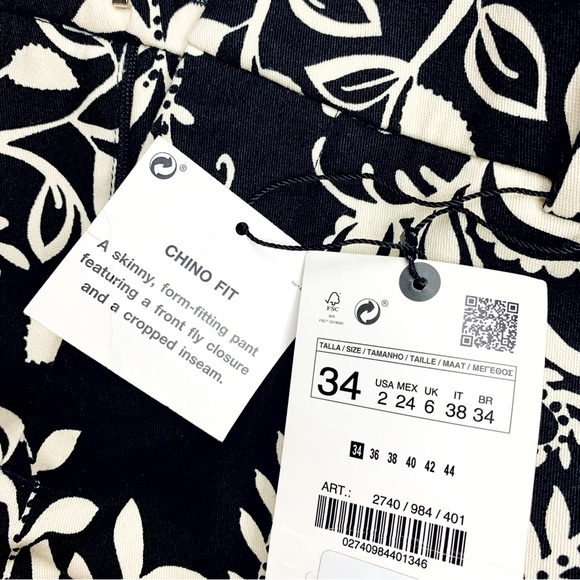 CHINO FIT
A skinny, form-fitting pant
featuring a front fly closure
and a cropped inseam.
FSC
TALLA / SIZE / TAMANHO / TAILLE / MAAT / ΜΕΓΕΘΟΣ
34
USA MEX UK IT BR
2 24 6 38 34
34 36 38 40 42 44
ART.: 2740 / 984 / 401
02740984401346